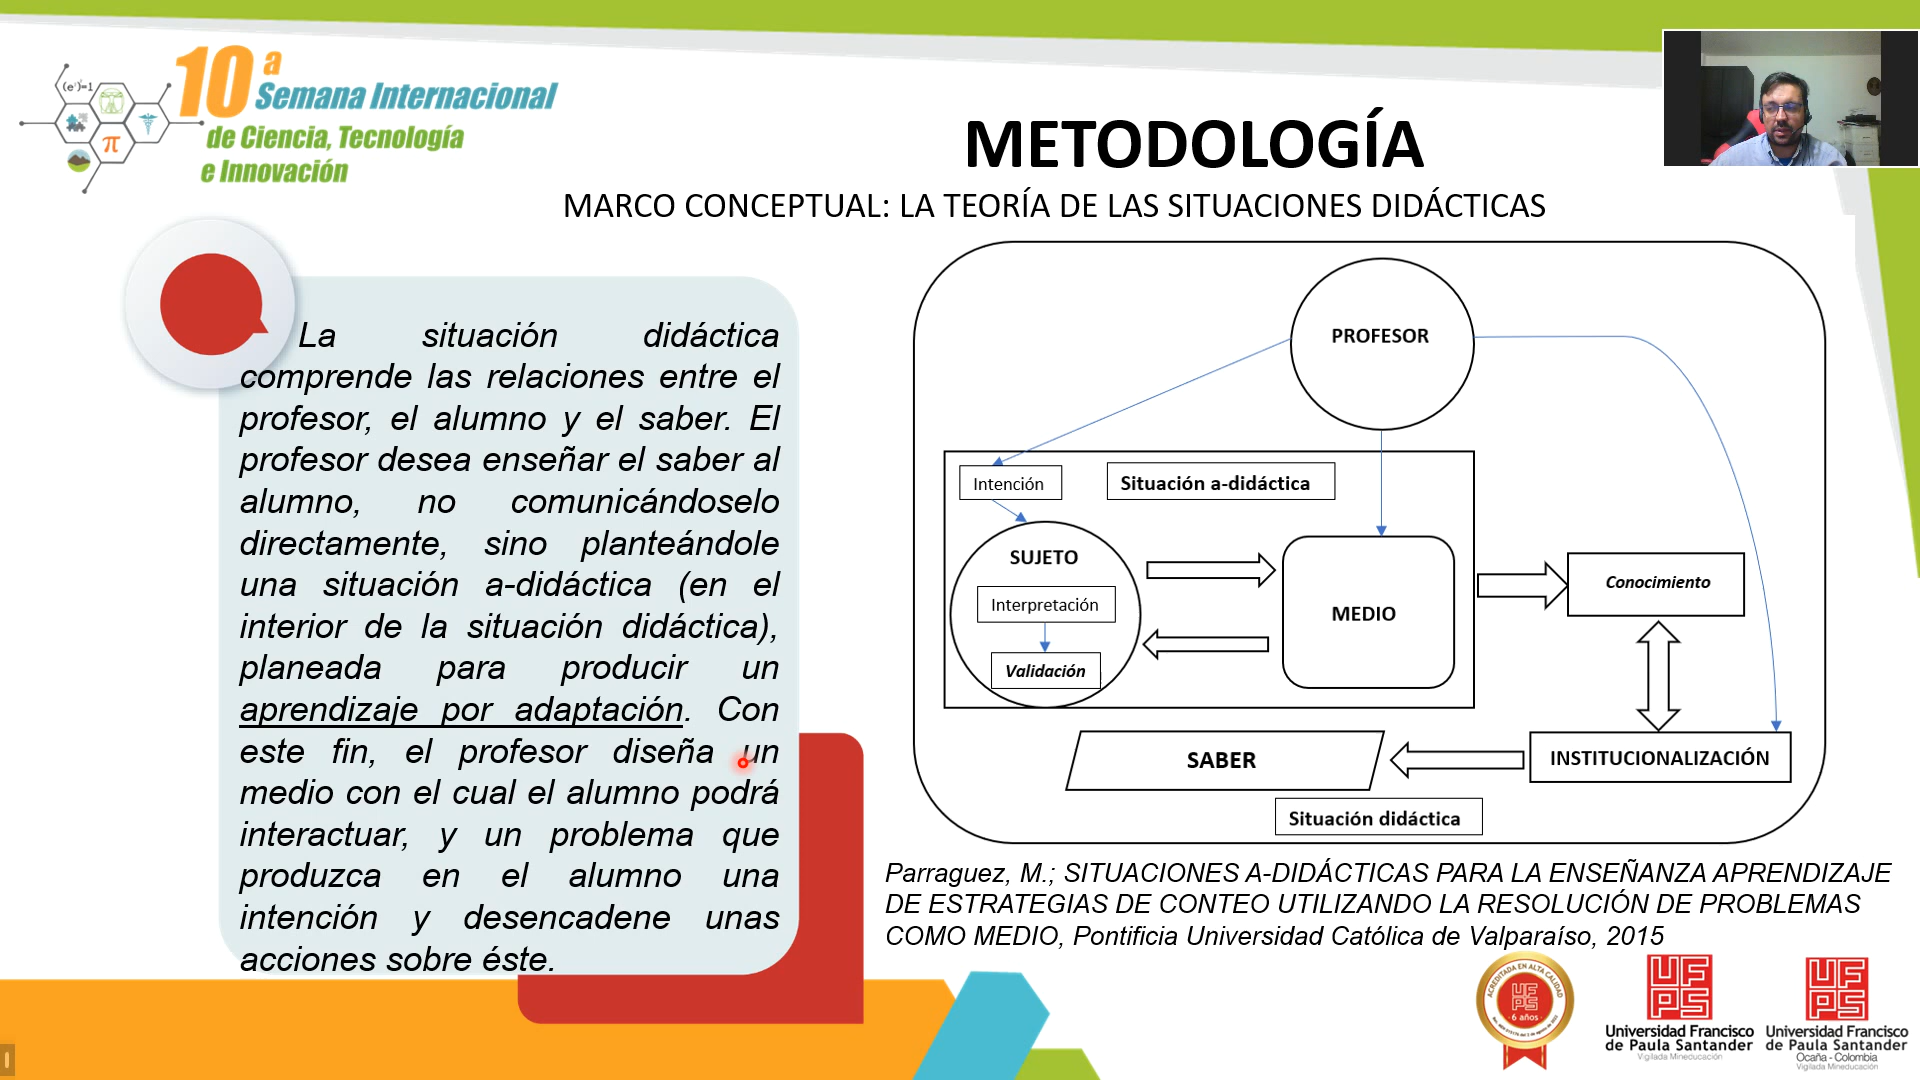 (e^i)=1
π
10ª
Semana Internacional
de Ciencia, Tecnología
e Innovación
METODOLOGÍA
MARCO CONCEPTUAL: LA TEORÍA DE LAS SITUACIONES DIDÁCTICAS
La situación didáctica
comprende las relaciones entre el
profesor, el alumno y el saber. El
profesor desea enseñar el saber al
alumno, no comunicándoselo
directamente, sino planteándole
una situación a-didáctica (en el
interior de la situación didáctica),
planeada para producir un
aprendizaje por adaptación. Con
este fin, el profesor diseña un
medio con el cual el alumno podrá
interactuar, y un problema que
produzca en el alumno una
intención y desencadene unas
acciones sobre éste.
PROFESOR
Intención
Situación a-didáctica
SUJETO
Interpretación
Validación
MEDIO
Conocimiento
INSTITUCIONALIZACIÓN
SABER
Situación didáctica
Parraguez, M.; SITUACIONES A-DIDÁCTICAS PARA LA ENSEÑANZA APRENDIZAJE
DE ESTRATEGIAS DE CONTEO UTILIZANDO LA RESOLUCIÓN DE PROBLEMAS
COMO MEDIO, Pontificia Universidad Católica de Valparaíso, 2015
ACREDITADA EN ALTA CALIDAD
UFPS
6 años
UFPS
Universidad Francisco
de Paula Santander
Vigilada Mineducación
UFPS
Universidad Francisco
de Paula Santander
Ocaña - Colombia
Vigilada Mineducación